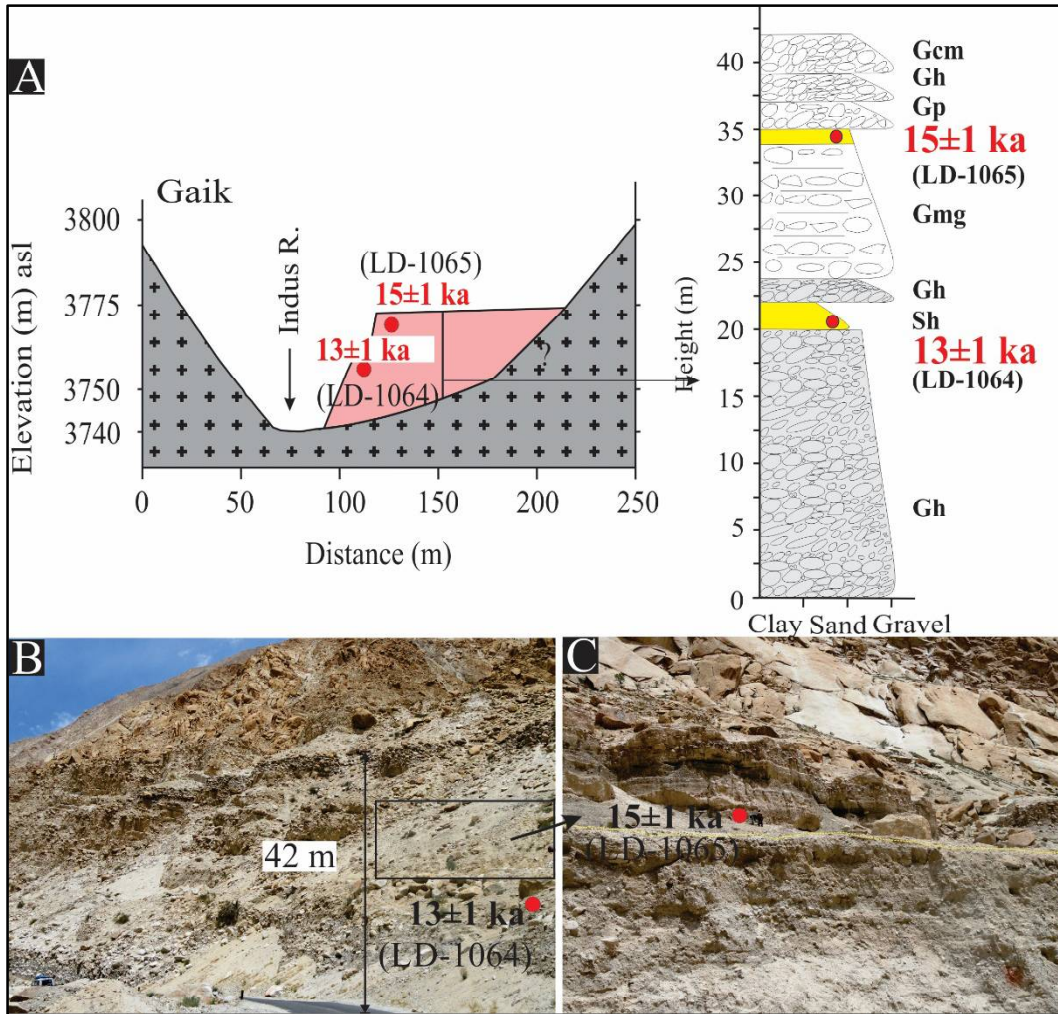 A
Gaik
Elevation (m) asl
3800
3775
3750
3740
Indus R.
(LD-1065)
15±1 ka
13±1 ka
(LD-1064)
?
0
50
100
150
200
250
Distance (m)
Height (m)
40
35
30
25
20
15
10
5
0
Clay Sand Gravel
Gcm
Gh
Gp
15±1 ka
(LD-1065)
Gmg
Gh
Sh
13±1 ka
(LD-1064)
Gh
B
42 m
13±1 ka
(LD-1064)
C
15±1 ka
(LD-1065)